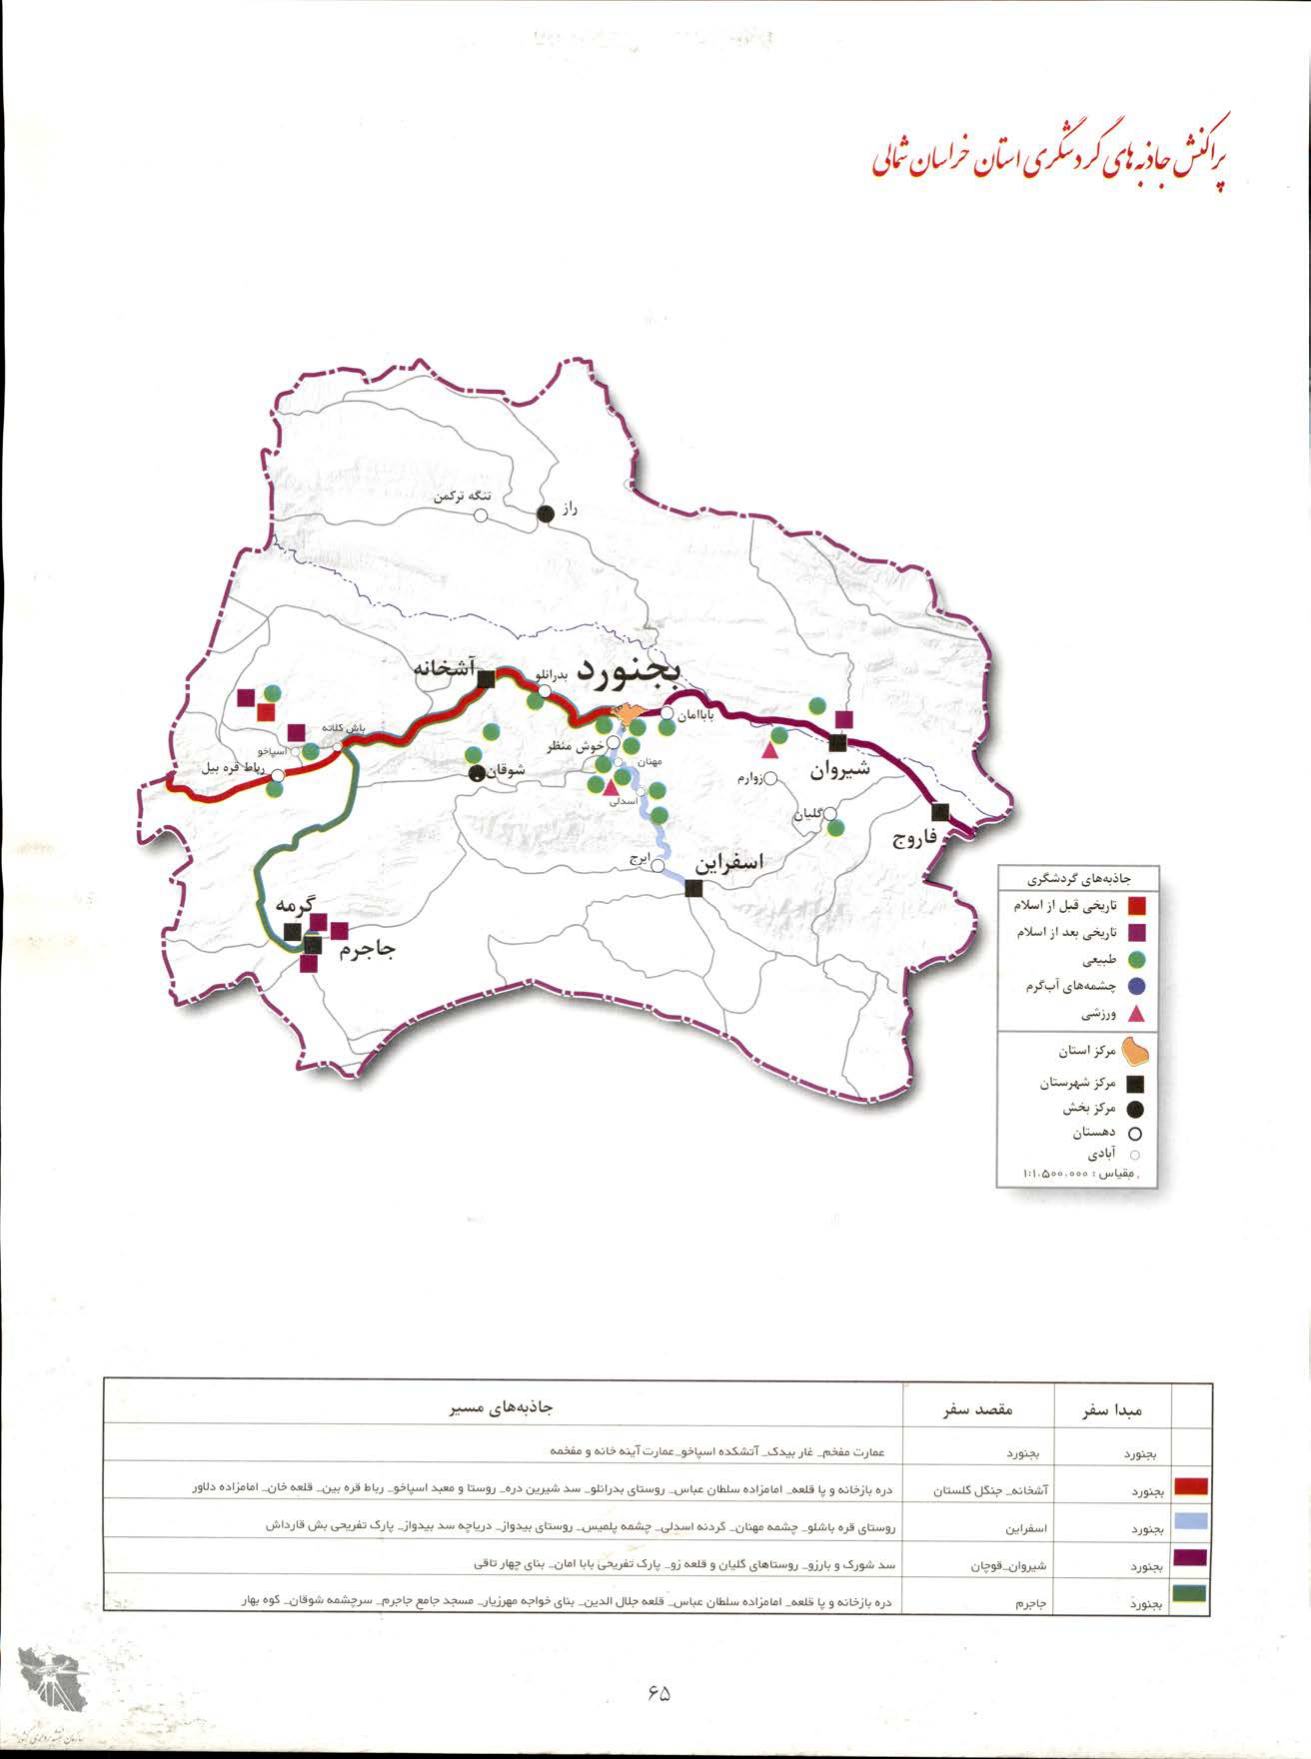 پراکنش جاذبه‌های گردشگری استان خراسان شمالی
تنگه ترکمن
راز
آشخانه
بدرانلو
بجنورد
باباامان
باش کلاته
اسپاخو
رباط قره بیل
خوش منظر
مهنان
شوقان
اسدلی
زوارم
شیروان
گلیان
فاروج
ایرج
اسفراین
گرمه
جاجرم
جاذبه‌های گردشگری
تاریخی قبل از اسلام
تاریخی بعد از اسلام
طبیعی
چشمه‌های آب‌گرم
ورزشی
مرکز استان
مرکز شهرستان
مرکز بخش
دهستان
آبادی
مقیاس : ۱:۱.۵۰۰.۰۰۰
مبدا سفر مقصد سفر جاذبه‌های مسیر
بجنورد بجنورد عمارت مفخم_ غار بیدک_ آتشکده اسپاخو_عمارت آینه خانه و مفخمه
بجنورد آشخانه_ جنگل گلستان دره بازخانه و پا قلعه_ امامزاده سلطان عباس_ روستای بدرانلو_ سد شیرین دره_ روستا و معبد اسپاخو_ رباط قره بین_ قلعه خان_ امامزاده دلاور
بجنورد اسفراین روستای قره باشلو_ چشمه مهنان_ گردنه اسدلی_ چشمه پلمیس_ روستای بیدواز_ دریاچه سد بیدواز_ پارک تفریحی بش قارداش
بجنورد شیروان_قوچان سد شورک و بارزو_ روستاهای گلیان و قلعه زو_ پارک تفریحی بابا امان_ بنای چهار تاقی
بجنورد جاجرم دره بازخانه و پا قلعه_ امامزاده سلطان عباس_ قلعه جلال الدین_ بنای خواجه مهرزیار_ مسجد جامع جاجرم_ سرچشمه شوقان_ کوه بهار
۶۵